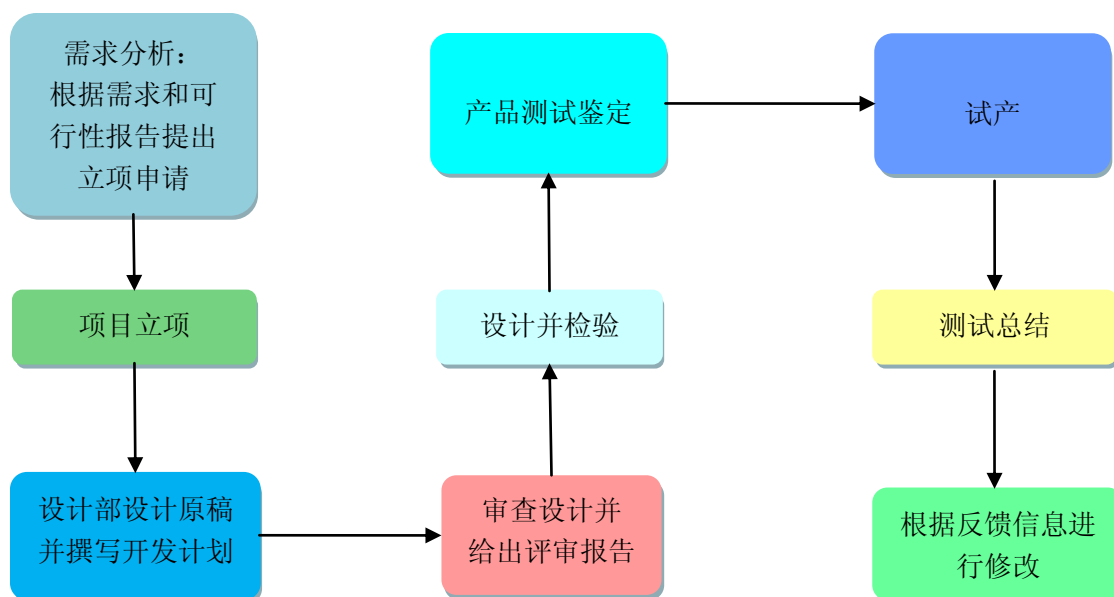 需求分析：
根据需求和可
行性报告提出
立项申请
项目立项
设计部设计原稿
并撰写开发计划
审查设计并
给出评审报告
设计并检验
产品测试鉴定
试产
测试总结
根据反馈信息进
行修改